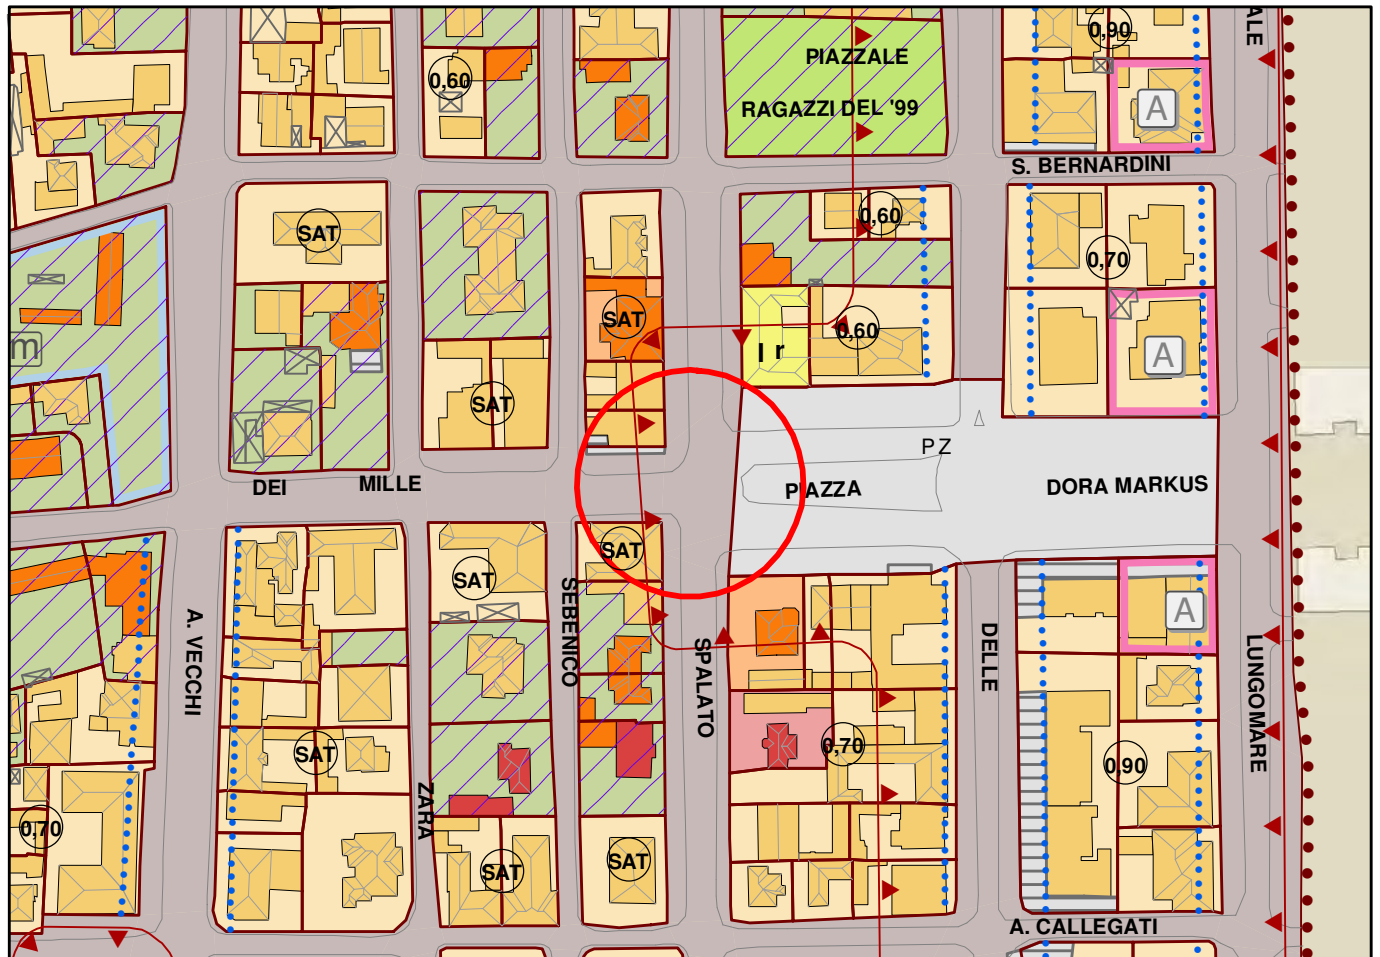 0,90
ALE
PIAZZALE
0,60
RAGAZZI DEL '99
A
S. BERNARDINI
0,60
SAT
0,70
SAT
0,60
m
I r
A
SAT
PZ
DEI MILLE
PIAZZA
DORA MARKUS
SAT
SAT
A
A. VECCHI
SEBENICO
SPALATO
DELLE
LUNGOMARE
SAT
0,70
0,90
ZARA
0,70
SAT
SAT
A. CALLEGATI